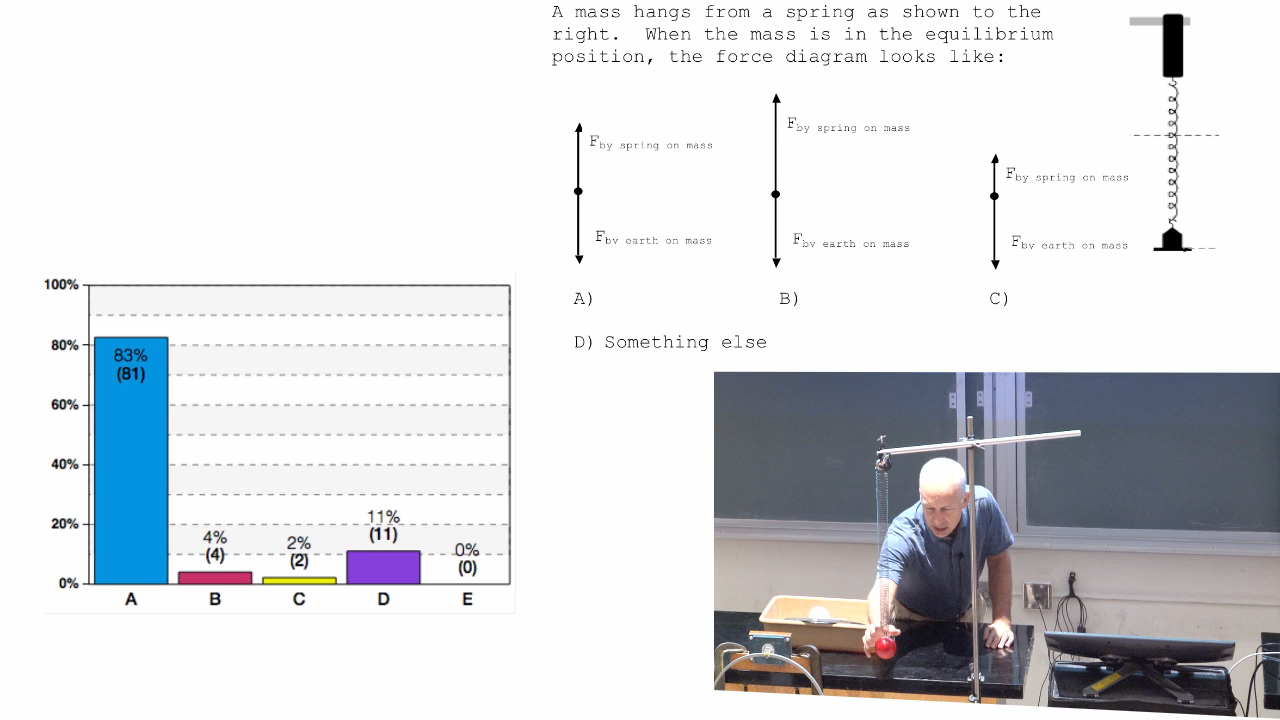 A mass hangs from a spring as shown to the
right. When the mass is in the equilibrium
position, the force diagram looks like:
Fby spring on mass
Fby earth on mass
A)
Fby spring on mass
Fby earth on mass
B)
Fby spring on mass
Fby earth on mass
C)
D) Something else
100%
80%
60%
40%
20%
0%
83%
(81)
4%
(4)
2%
(2)
11%
(11)
0%
(0)
A B C D E